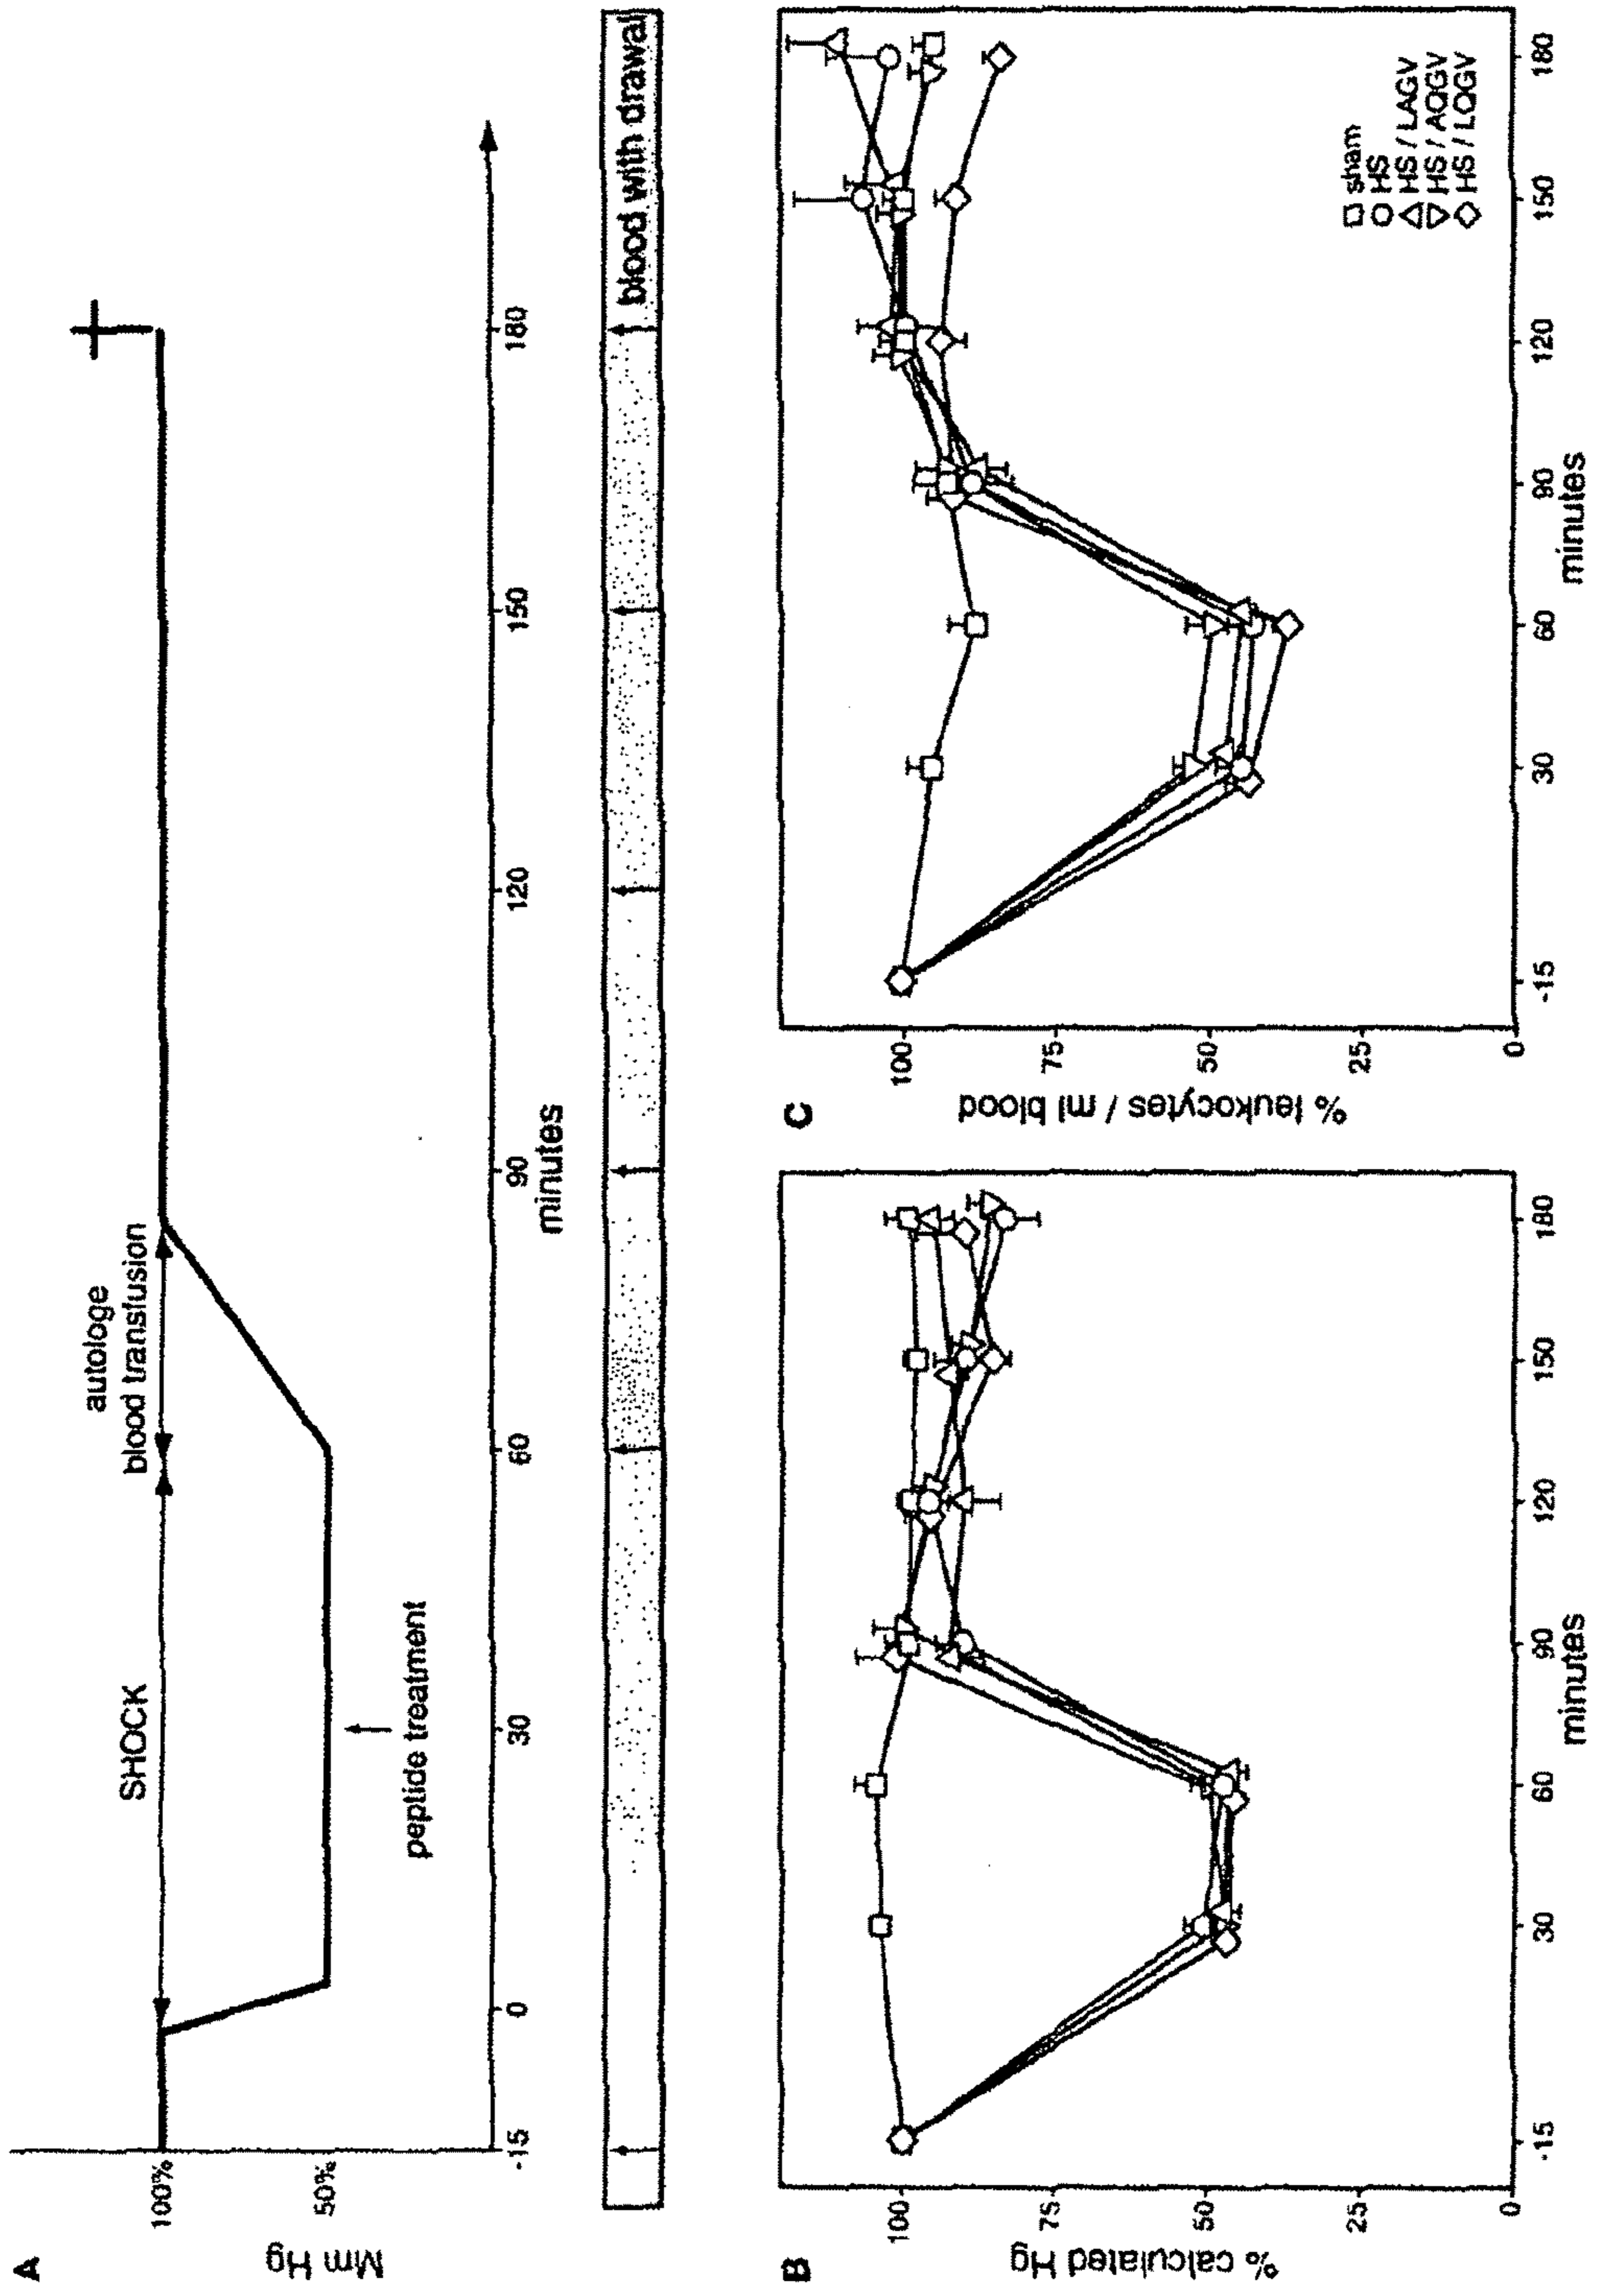 A
Mm Hg
100%
50%
SHOCK
autologe
blood transfusion
peptide treatment
-15
0
30
60
90
120
150
180
minutes
blood with drawal
B
% calculated Hg
100
75
50
25
0
-15
30
60
90
120
150
180
minutes
C
% leukocytes / ml blood
100
75
50
25
0
-15
30
60
90
120
150
180
minutes
sham
HS
HS / LAGV
HS / AQGV
HS / LQGV